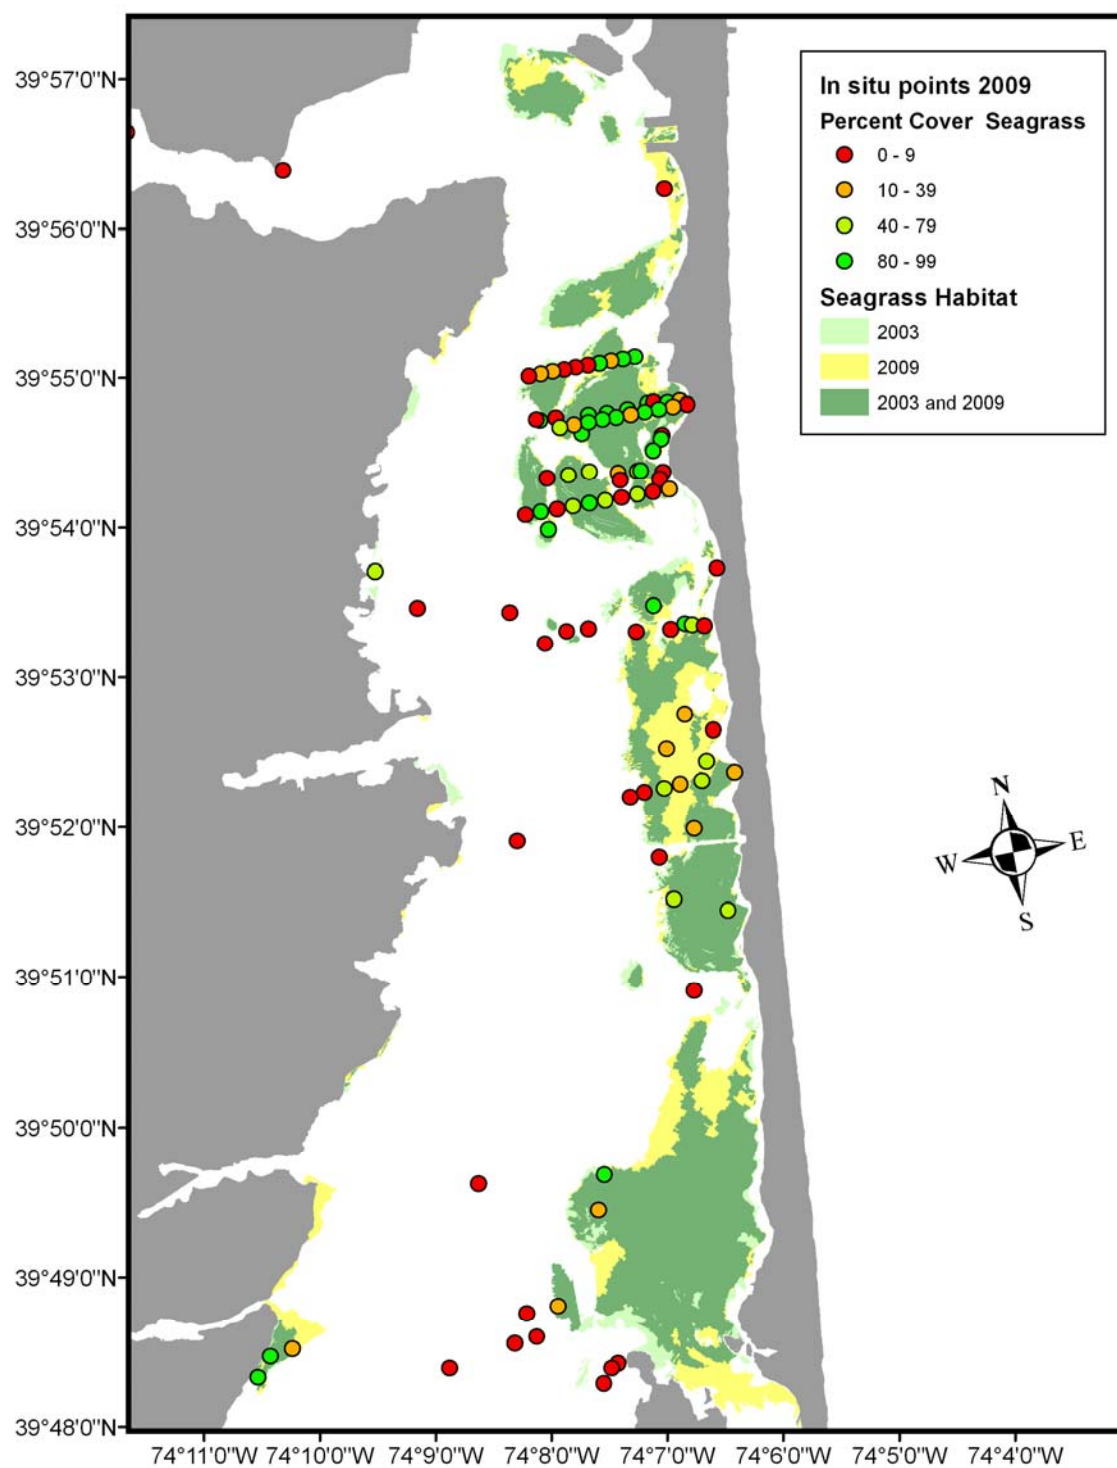 In situ points 2009
Percent Cover Seagrass
0 - 9
10 - 39
40 - 79
80 - 99
Seagrass Habitat
2003
2009
2003 and 2009
39°57'0"N
39°56'0"N
39°55'0"N
39°54'0"N
39°53'0"N
39°52'0"N
39°51'0"N
39°50'0"N
39°49'0"N
39°48'0"N
N
W
E
S
74°11'0"W 74°10'0"W 74°9'0"W 74°8'0"W 74°7'0"W 74°6'0"W 74°5'0"W 74°4'0"W